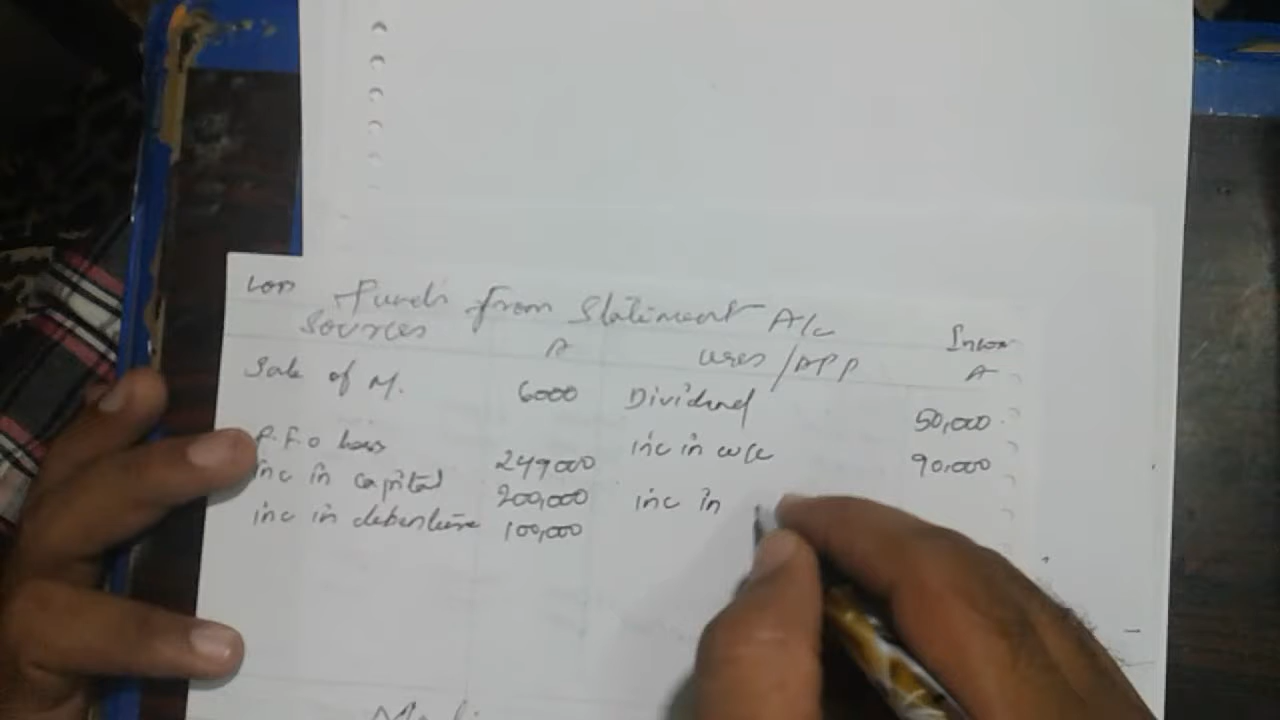 Funds from Statement A/c
Sources A uses/APP A
Sale of M. 6000 Dividend 50,000
P.F.O 249000 inc in w/c 90,000
inc in capital 200,000 inc in
inc in debenture 100,000